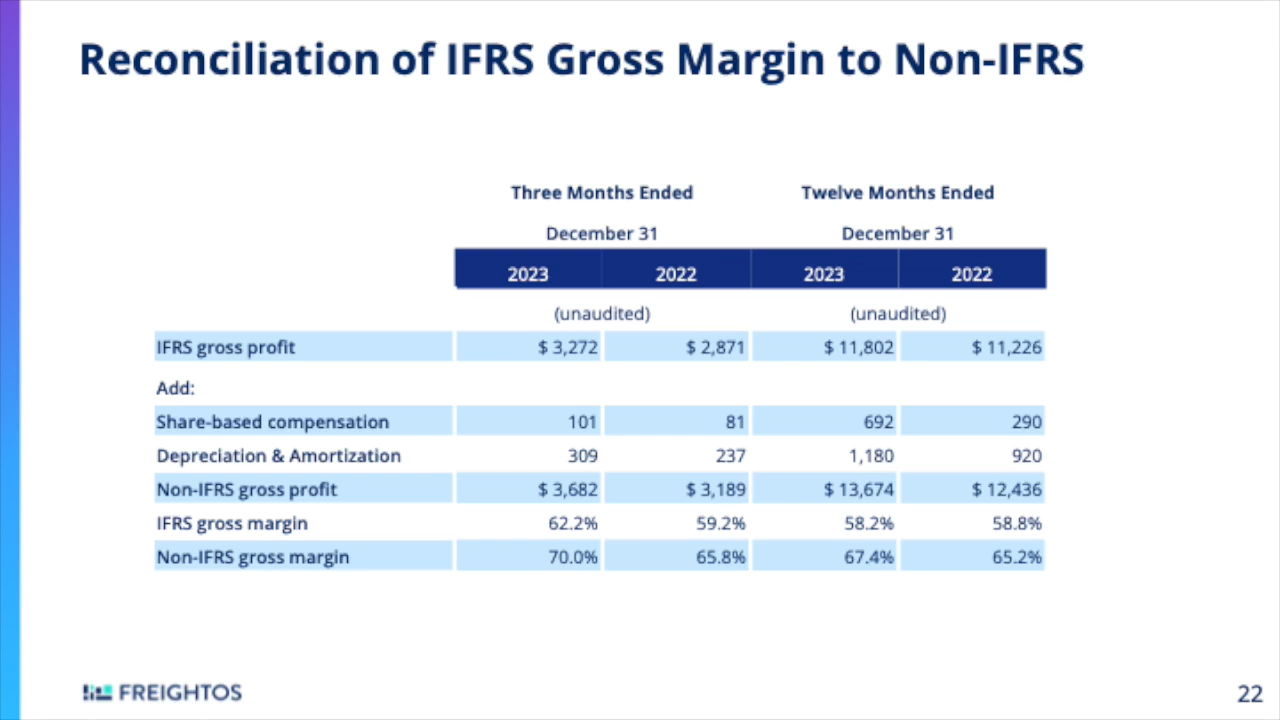 Reconciliation of IFRS Gross Margin to Non-IFRS
Three Months Ended Twelve Months Ended
December 31 December 31
2023 2022 2023 2022
(unaudited) (unaudited)
IFRS gross profit $ 3,272 $ 2,871 $ 11,802 $ 11,226
Add:
Share-based compensation 101 81 692 290
Depreciation & Amortization 309 237 1,180 920
Non-IFRS gross profit $ 3,682 $ 3,189 $ 13,674 $ 12,436
IFRS gross margin 62.2% 59.2% 58.2% 58.8%
Non-IFRS gross margin 70.0% 65.8% 67.4% 65.2%
FREIGHTOS 22